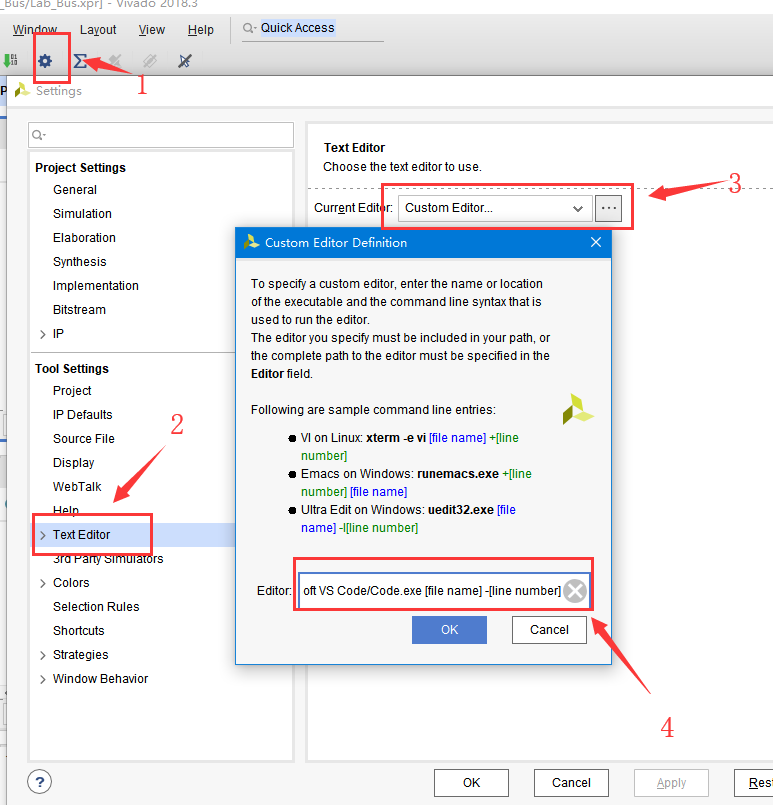 _Bus/Lab_Bus.xpr] - Vivado 2018.3
Window Layout View Help Quick Access
1
Settings
Project Settings
General
Simulation
Elaboration
Synthesis
Implementation
Bitstream
IP
Tool Settings
Project
IP Defaults
Source File
Display
WebTalk
Help
Text Editor
3rd Party Simulators
Colors
Selection Rules
Shortcuts
Strategies
Window Behavior
2
Text Editor
Choose the text editor to use.
Current Editor: Custom Editor... ...
3
Custom Editor Definition
To specify a custom editor, enter the name or location
of the executable and the command line syntax that is
used to run the editor.
The editor you specify must be included in your path, or
the complete path to the editor must be specified in the
Editor field.
Following are sample command line entries:
● VI on Linux: xterm -e vi [file name] +[line
number]
● Emacs on Windows: runemacs.exe +[line
number] [file name]
● Ultra Edit on Windows: uedit32.exe [file
name] -l[line number]
Editor: oft VS Code/Code.exe [file name] -[line number]
OK Cancel
4
? OK Cancel Apply Rest